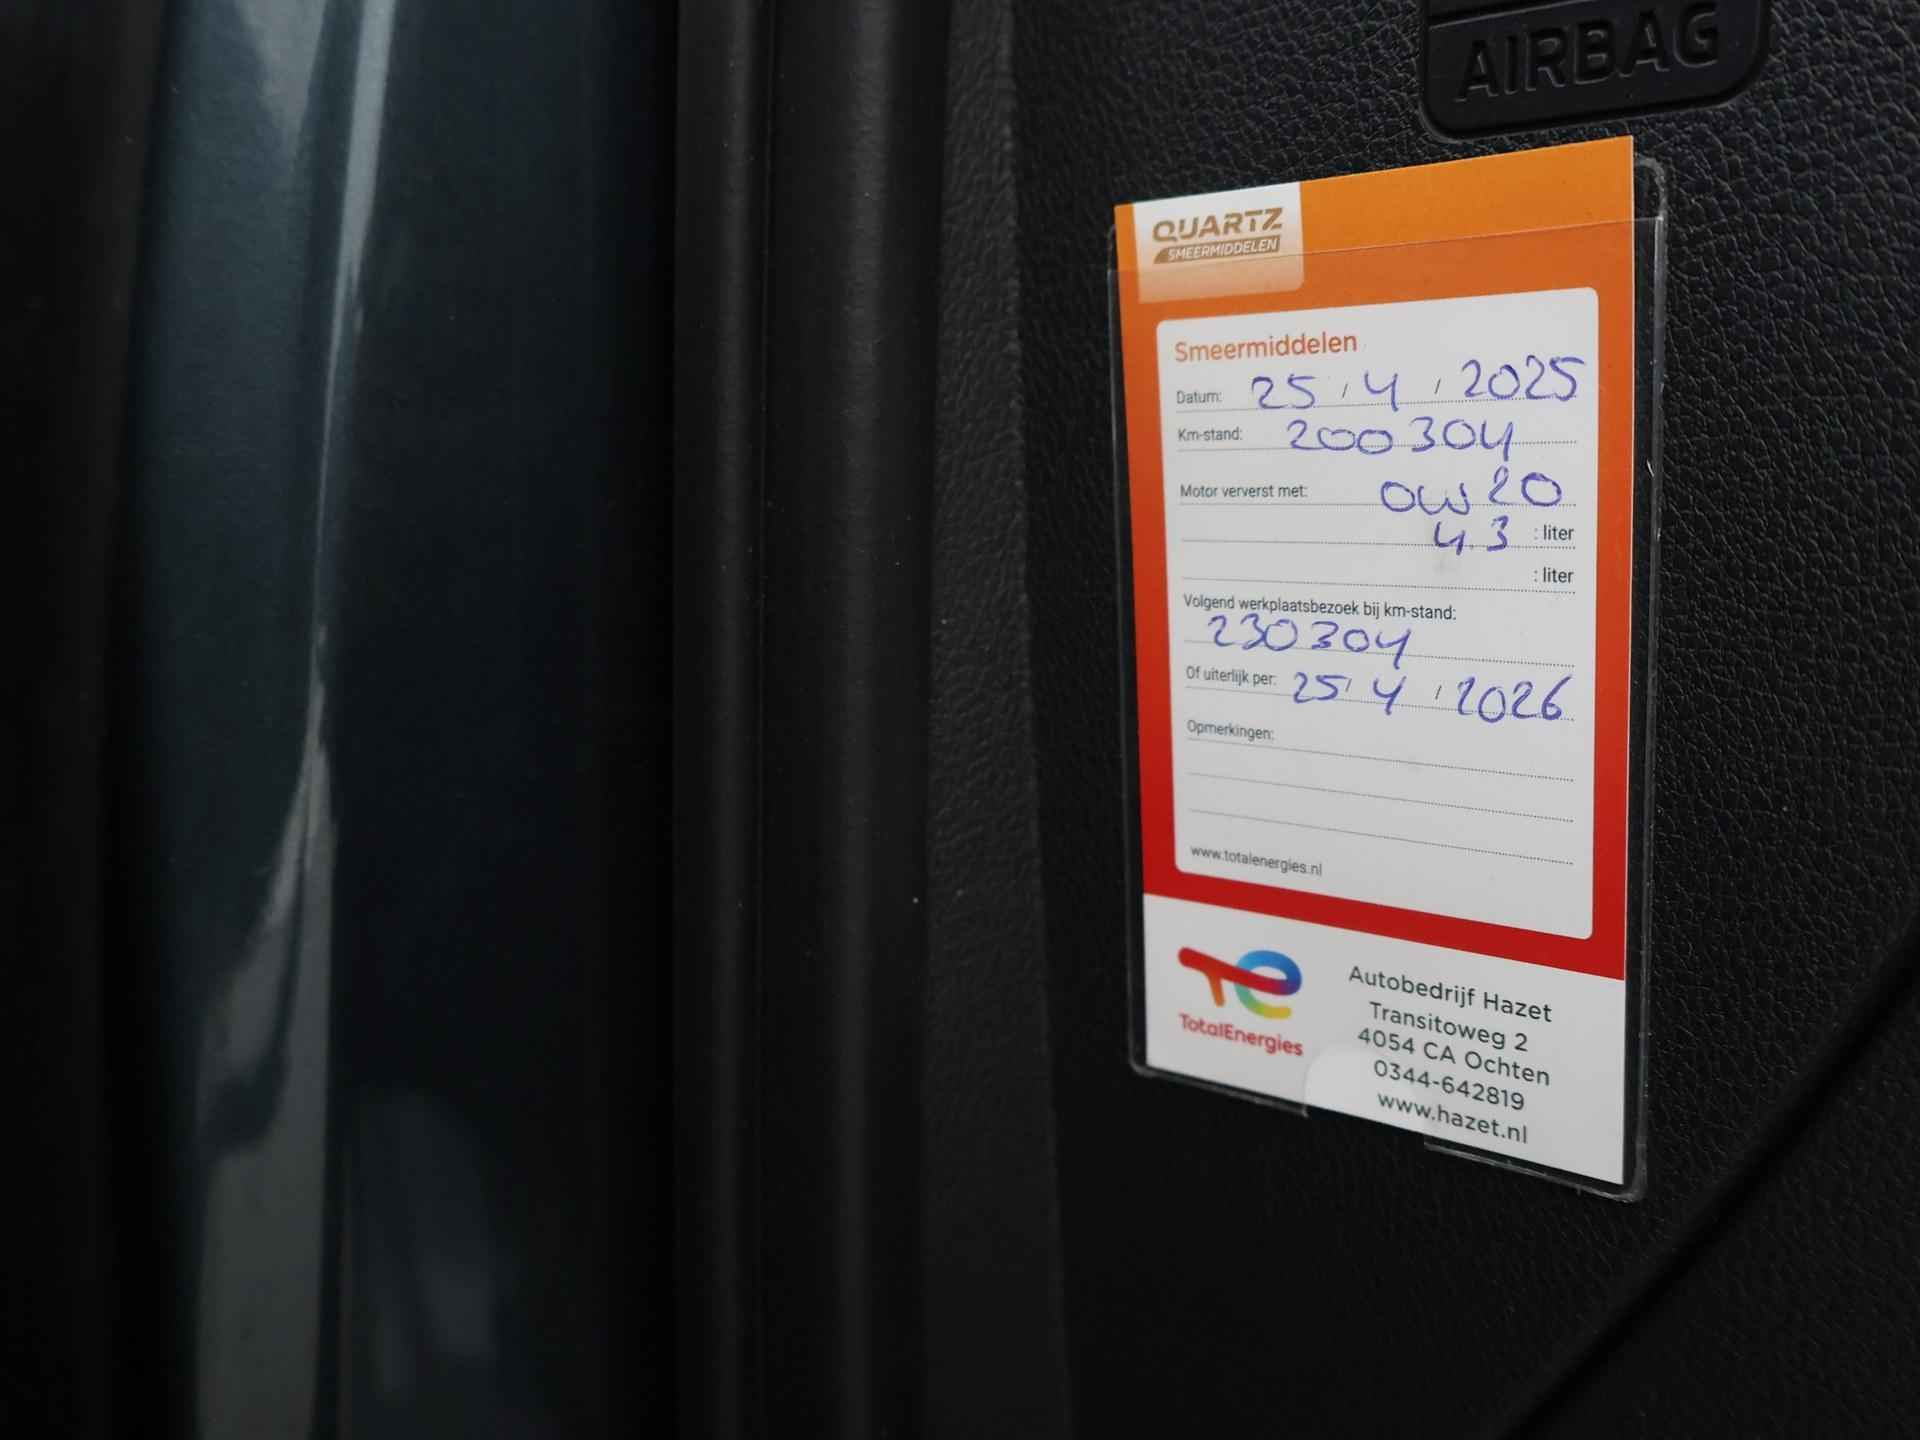 AIRBAG
QUARTZ
SMEERMIDDELEN
Smeermiddelen
Datum: 25 / 4 / 2025
Km-stand: 200304
Motor ververst met: 0W20
4.3 : liter
: liter
Volgend werkplaatsbezoek bij km-stand:
230304
Of uiterlijk per: 25 / 4 / 2026
Opmerkingen:
www.totalenergies.nl
TotalEnergies
Autobedrijf Hazet
Transitoweg 2
4054 CA Ochten
0344-642819
www.hazet.nl